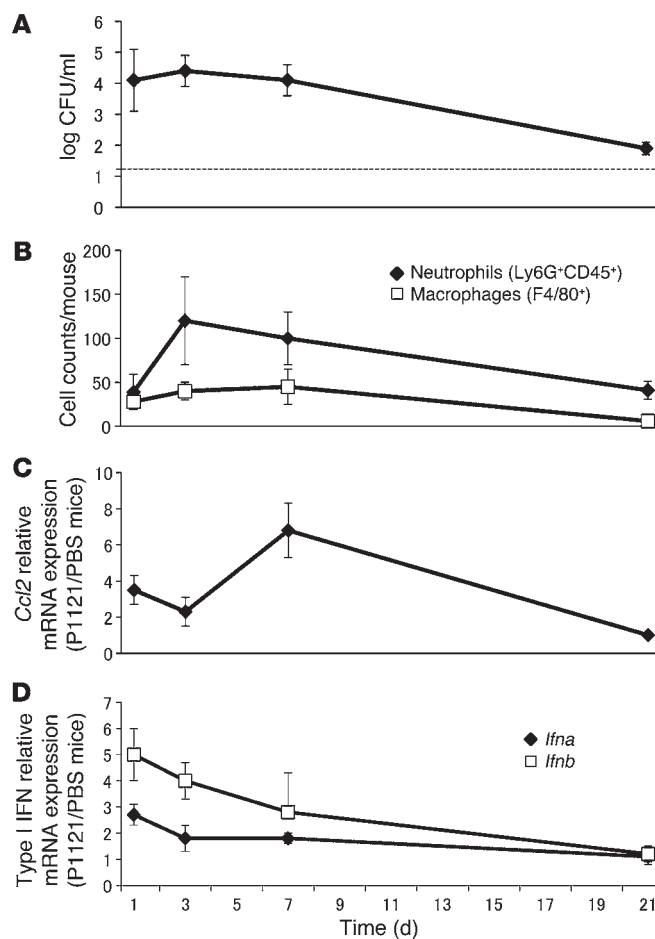 A
log CFU/ml
6
5
4
3
2
1
0
B
Cell counts/mouse
200
150
100
50
0
Neutrophils (Ly6G+CD45+)
Macrophages (F4/80+)
C
Ccl2 relative
mRNA expression
(P1121/PBS mice)
10
8
6
4
2
0
D
Type I IFN relative
mRNA expression
(P1121/PBS mice)
7
6
5
4
3
2
1
0
Ifna
Ifnb
1 3 5 7 9 11 13 15 17 19 21
Time (d)